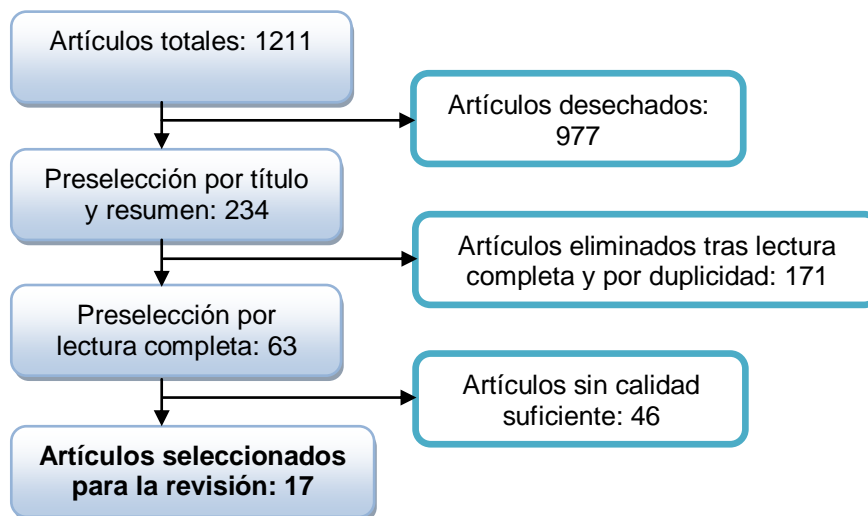 Artículos totales: 1211
Artículos desechados:
977
Preselección por título
y resumen: 234
Artículos eliminados tras lectura
completa y por duplicidad: 171
Preselección por
lectura completa: 63
Artículos sin calidad
suficiente: 46
Artículos seleccionados
para la revisión: 17